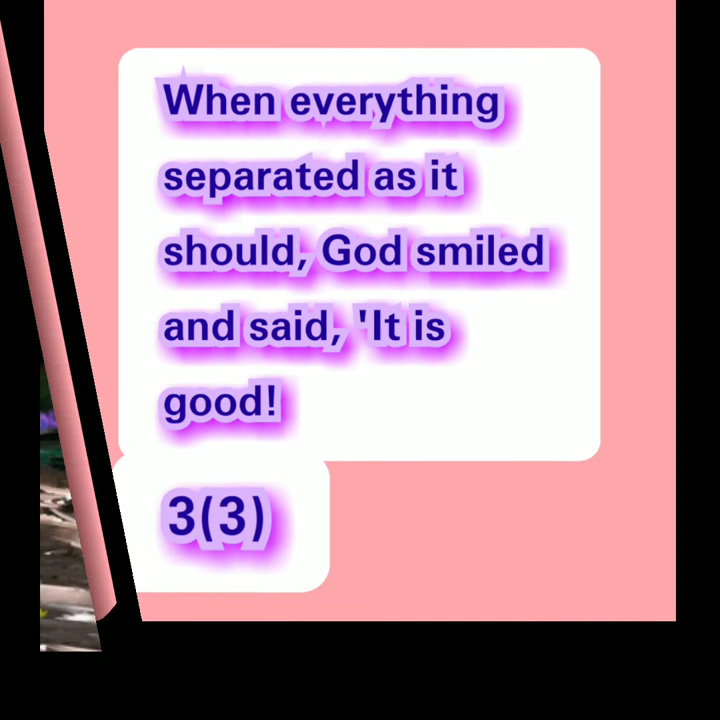 When everything
separated as it
should, God smiled
and said, 'It is
good!
3(3)